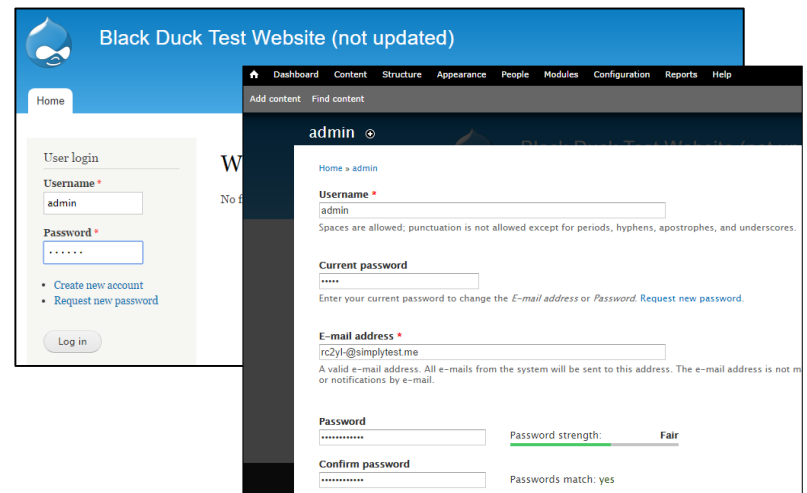 Black Duck Test Website (not updated)
Home
User login
Username *
admin
Password *
......
Create new account
Request new password
Log in
W
No f
Dashboard Content Structure Appearance People Modules Configuration Reports Help
Add content Find content
admin
Home » admin
Username *
admin
Spaces are allowed; punctuation is not allowed except for periods, hyphens, apostrophes, and underscores.
Current password
•••••
Enter your current password to change the E-mail address or Password. Request new password.
E-mail address *
rc2yl-@simplytest.me
A valid e-mail address. All e-mails from the system will be sent to this address. The e-mail address is not m
or notifications by e-mail.
Password
••••••••••••
Password strength: Fair
Confirm password
••••••••••••
Passwords match: yes